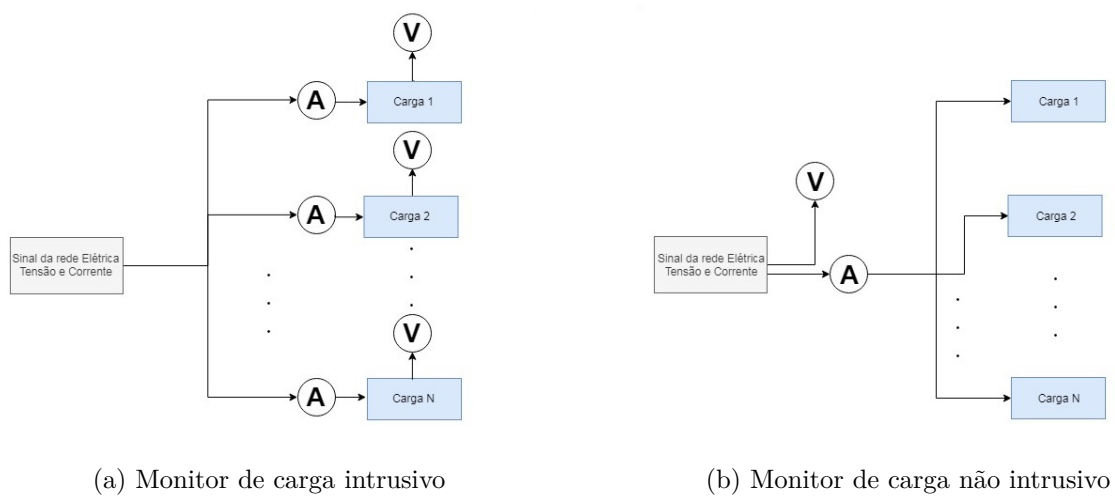 V
A
Carga 1
V
A
Carga 2
Sinal da rede Elétrica
Tensão e Corrente
V
A
Carga N
(a) Monitor de carga intrusivo
Carga 1
V
Carga 2
Sinal da rede Elétrica
Tensão e Corrente
A
Carga N
(b) Monitor de carga não intrusivo